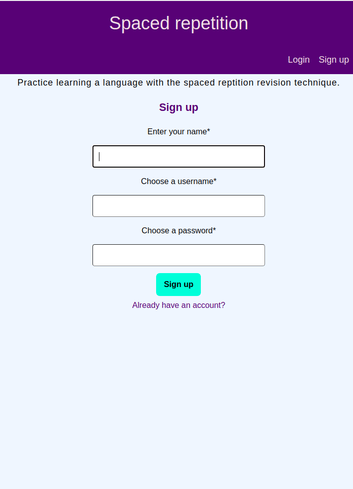 Spaced repetition
Login Sign up
Practice learning a language with the spaced reptition revision technique.
Sign up
Enter your name*
Choose a username*
Choose a password*
Sign up
Already have an account?